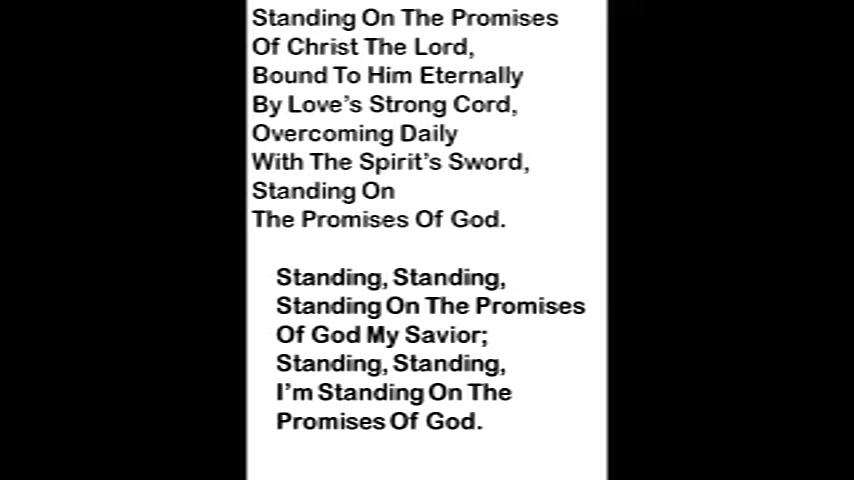 Standing On The Promises
Of Christ The Lord,
Bound To Him Eternally
By Love’s Strong Cord,
Overcoming Daily
With The Spirit’s Sword,
Standing On
The Promises Of God.
Standing, Standing,
Standing On The Promises
Of God My Savior;
Standing, Standing,
I’m Standing On The
Promises Of God.